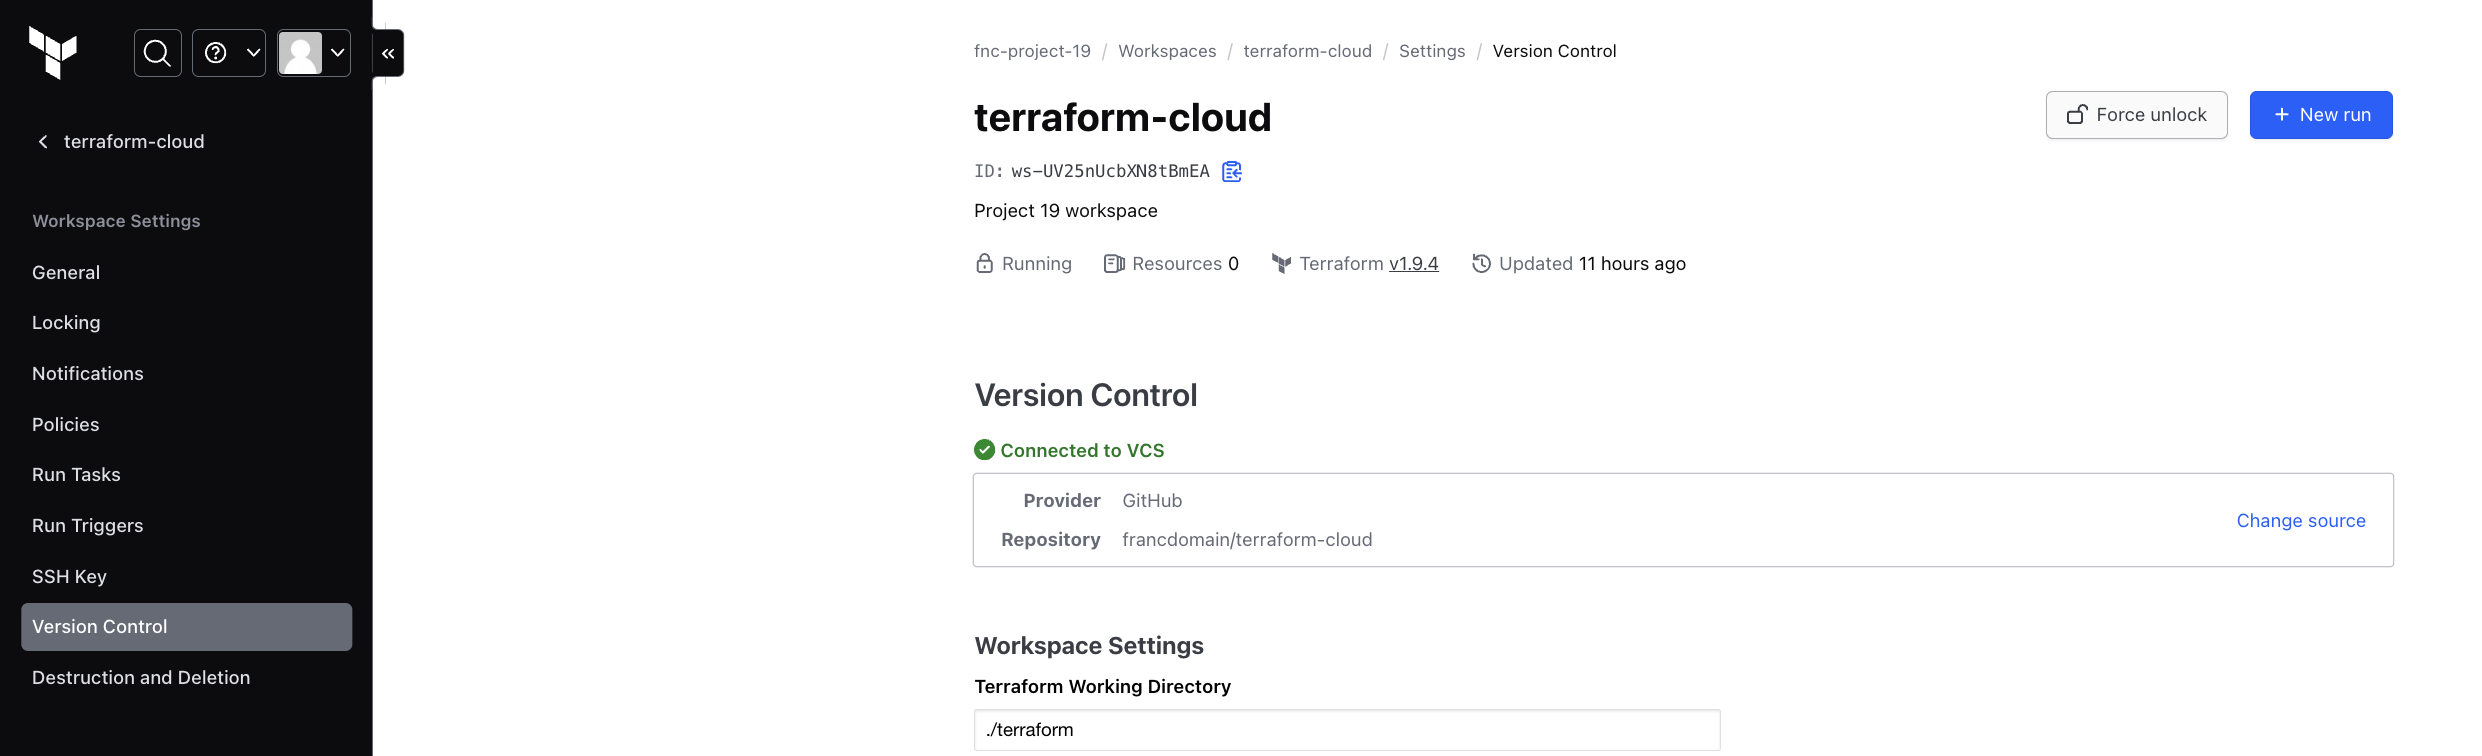 terraform-cloud
Workspace Settings
General
Locking
Notifications
Policies
Run Tasks
Run Triggers
SSH Key
Version Control
Destruction and Deletion
fnc-project-19 / Workspaces / terraform-cloud / Settings / Version Control
terraform-cloud
Force unlock
+ New run
ID: ws-UV25nUcbXN8tBmEA
Project 19 workspace
Running Resources 0 Terraform v1.9.4 Updated 11 hours ago
Version Control
Connected to VCS
Provider GitHub
Repository francdomain/terraform-cloud
Change source
Workspace Settings
Terraform Working Directory
./terraform